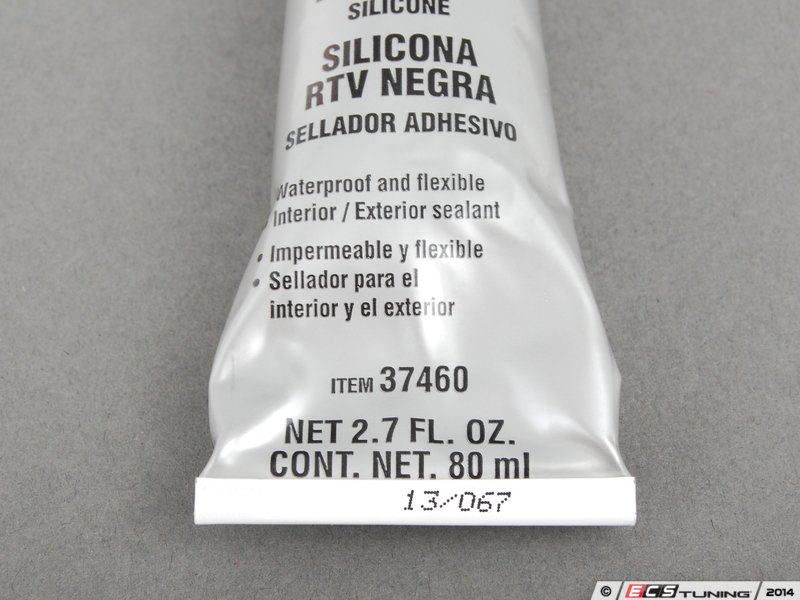 SILICONE
SILICONA
RTV NEGRA
SELLADOR ADHESIVO
Waterproof and flexible
Interior / Exterior sealant
• Impermeable y flexible
• Sellador para el
interior y el exterior
ITEM 37460
NET 2.7 FL. OZ.
CONT. NET. 80 ml
13/067
© ECS TUNING 2014